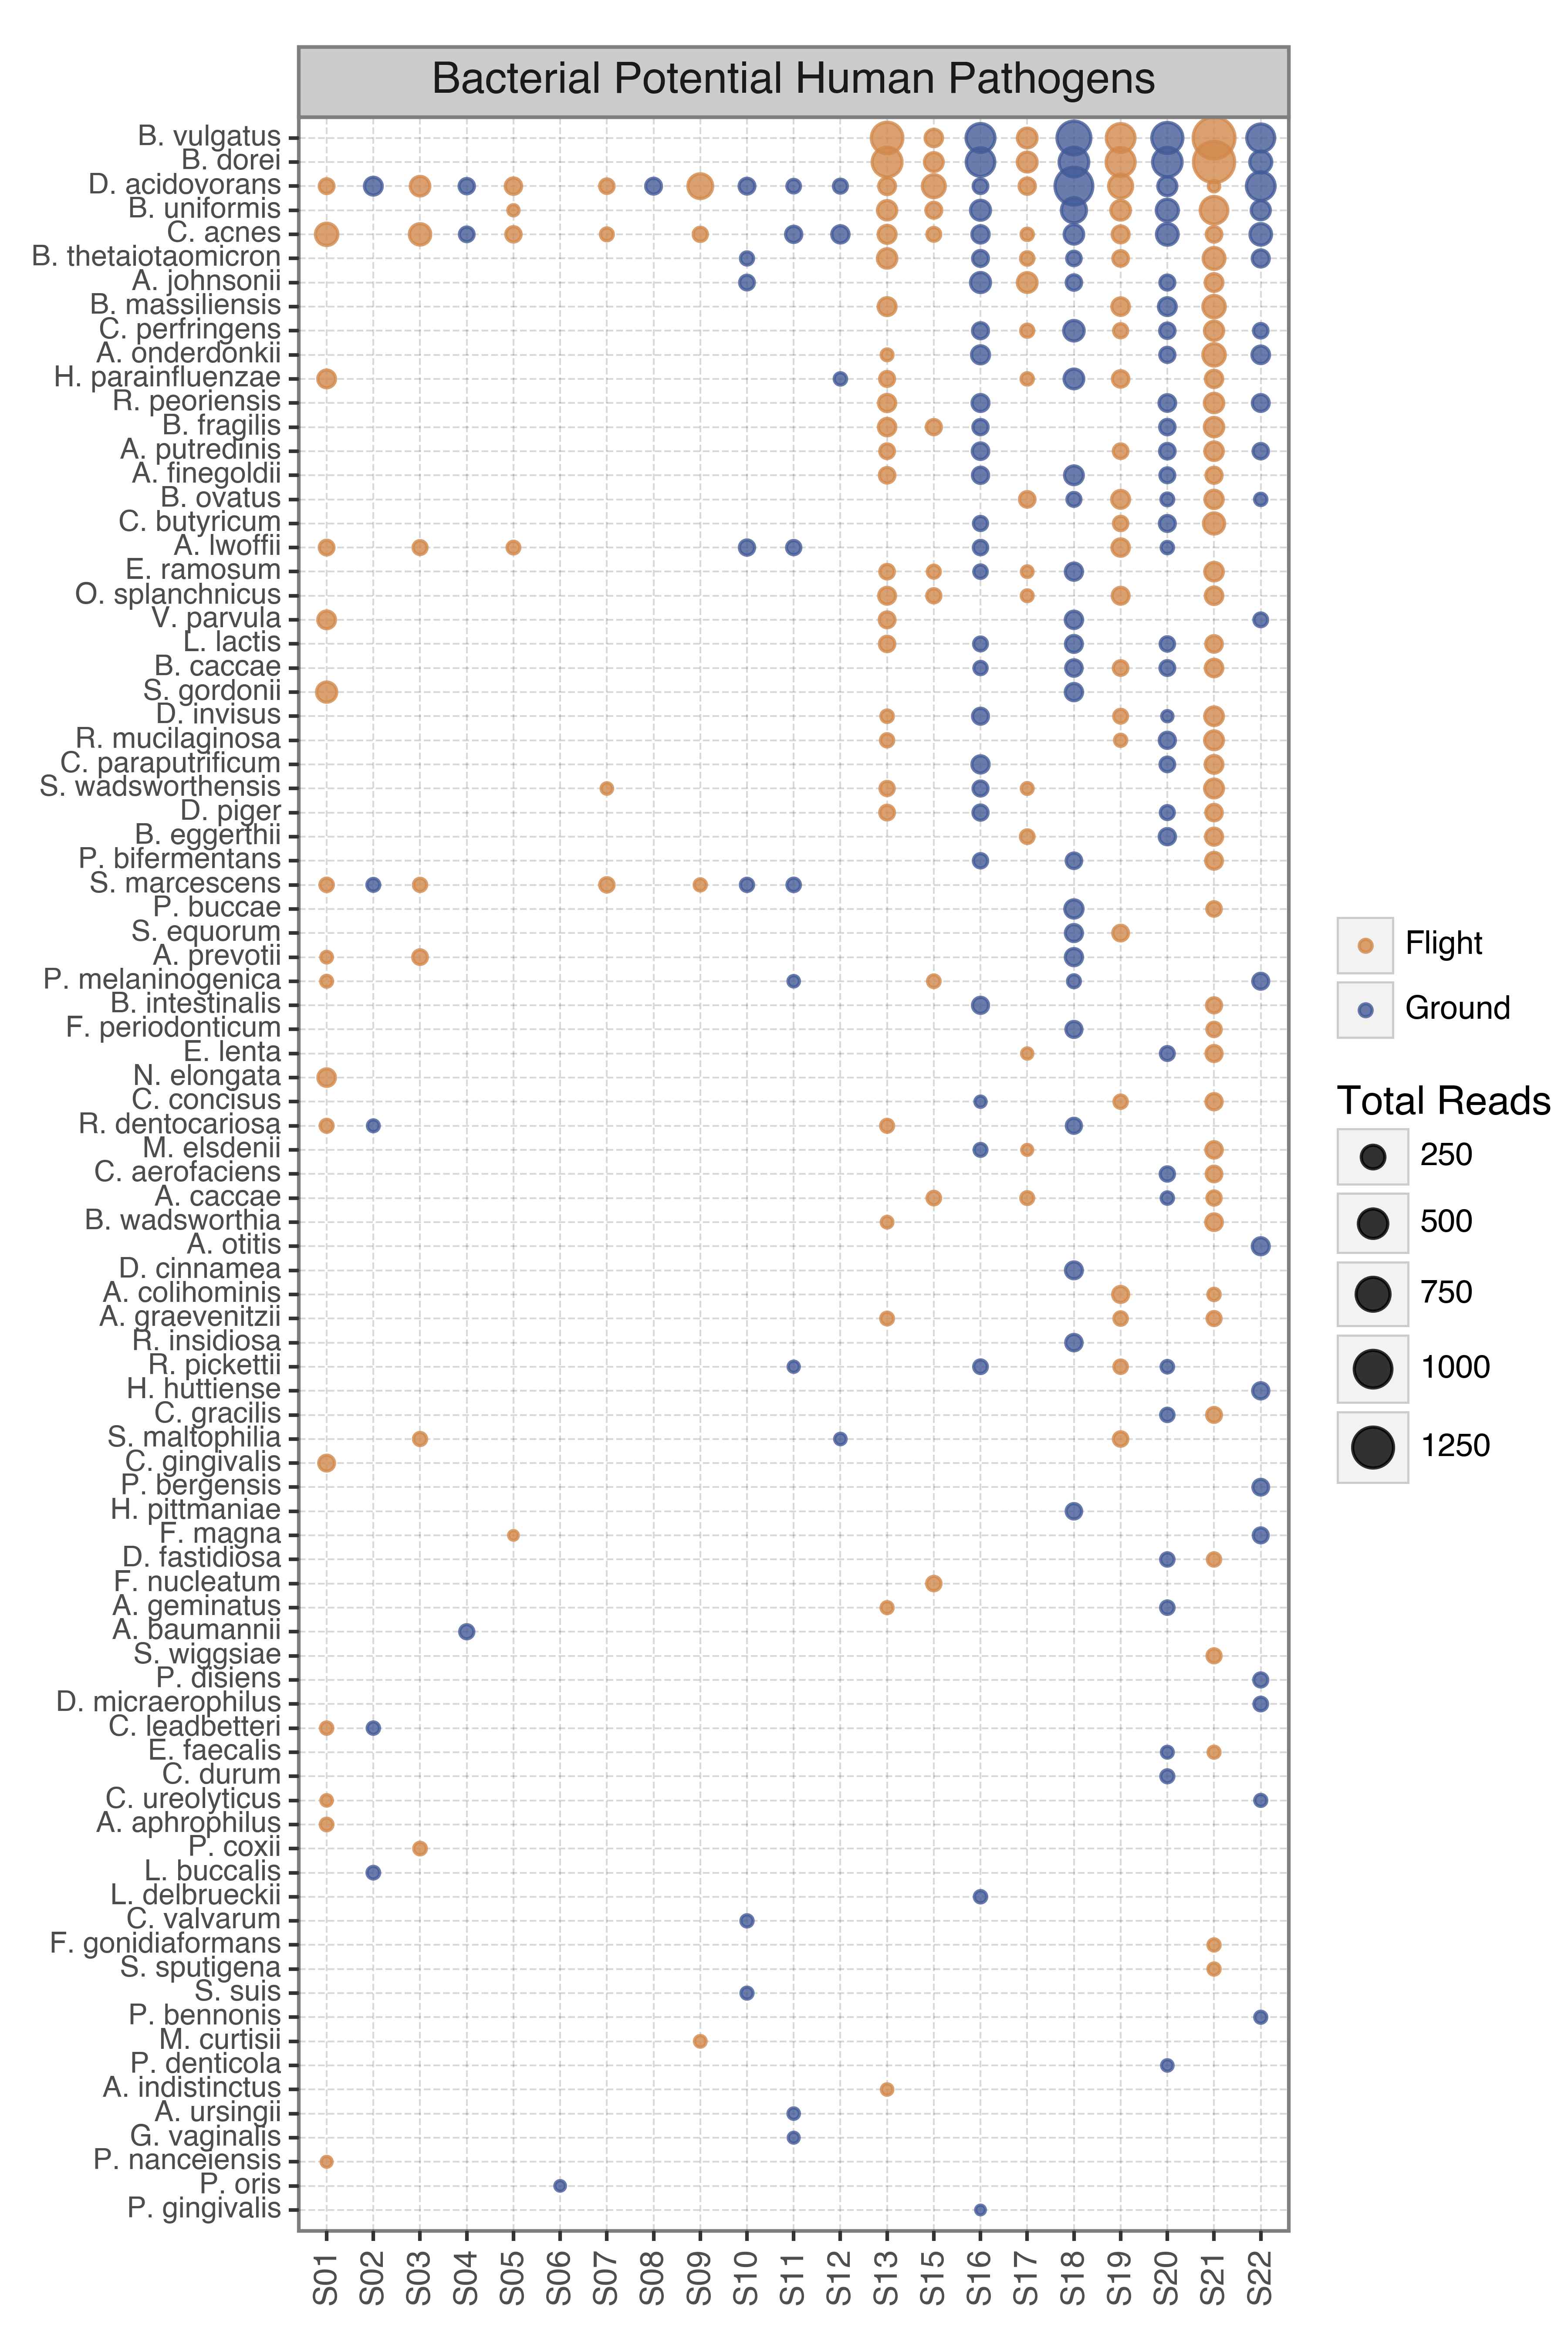 Bacterial Potential Human Pathogens
B. vulgatus
B. dorei
D. acidovorans
B. uniformis
C. acnes
B. thetaiotaomicron
A. johnsonii
B. massiliensis
C. perfringens
A. onderdonkii
H. parainfluenzae
R. peoriensis
B. fragilis
A. putredinis
A. finegoldii
B. ovatus
C. butyricum
A. lwoffii
E. ramosum
O. splanchnicus
V. parvula
L. lactis
B. caccae
S. gordonii
D. invisus
R. mucilaginosa
C. paraputrificum
S. wadsworthensis
D. piger
B. eggerthii
P. bifermentans
S. marcescens
P. buccae
S. equorum
A. prevotii
P. melaninogenica
B. intestinalis
F. periodonticum
E. lenta
N. elongata
C. concisus
R. dentocariosa
M. elsdenii
C. aerofaciens
A. caccae
B. wadsworthia
A. otitis
D. cinnamea
A. colihominis
A. graevenitzii
R. insidiosa
R. pickettii
H. huttiense
C. gracilis
S. maltophilia
C. gingivalis
P. bergensis
H. pittmaniae
F. magna
D. fastidiosa
F. nucleatum
A. geminatus
A. baumannii
S. wiggsiae
P. disiens
D. micraerophilus
C. leadbetteri
E. faecalis
C. durum
C. ureolyticus
A. aphrophilus
P. coxii
L. buccalis
L. delbrueckii
C. valvarum
F. gonidiaformans
S. sputigena
S. suis
P. bennonis
M. curtisii
P. denticola
A. indistinctus
A. ursingii
G. vaginalis
P. nanceiensis
P. oris
P. gingivalis
S01 S02 S03 S04 S05 S06 S07 S08 S09 S10 S11 S12 S13 S15 S16 S17 S18 S19 S20 S21 S22
Flight
Ground
Total Reads
250
500
750
1000
1250